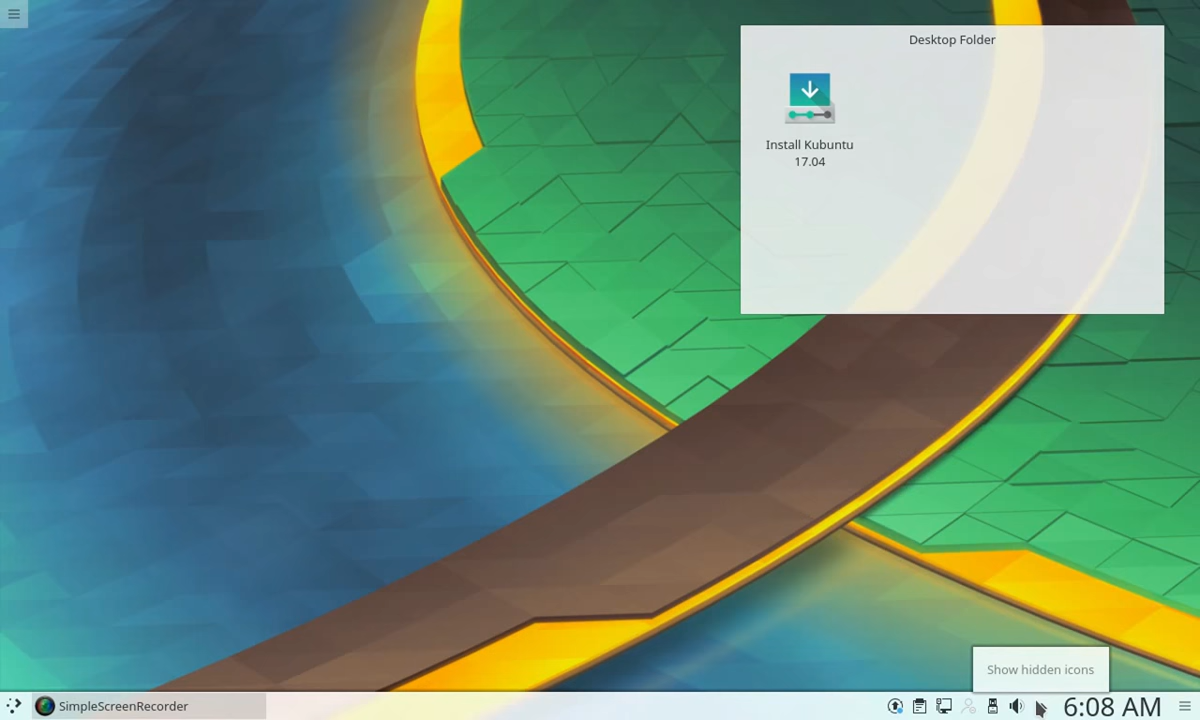 Desktop Folder
Install Kubuntu
17.04
Show hidden icons
SimpleScreenRecorder
6:08 AM